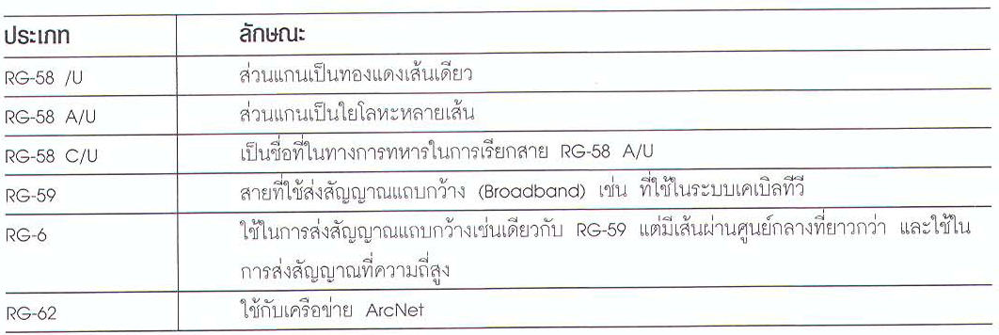 ประเภท ลักษณะ
RG-58 /U ส่วนแกนเป็นทองแดงเส้นเดียว
RG-58 A/U ส่วนแกนเป็นใยโลหะหลายเส้น
RG-58 C/U เป็นชื่อที่ในทางการทหารในการเรียกสาย RG-58 A/U
RG-59 สายที่ใช้ส่งสัญญาณแถบกว้าง (Broadband) เช่น ที่ใช้ในระบบเคเบิลทีวี
RG-6 ใช้ในการส่งสัญญาณแถบกว้างเช่นเดียวกับ RG-59 แต่มีเส้นผ่านศูนย์กลางที่ยาวกว่า และใช้ใน
การส่งสัญญาณที่ความถี่สูง
RG-62 ใช้กับเครือข่าย ArcNet